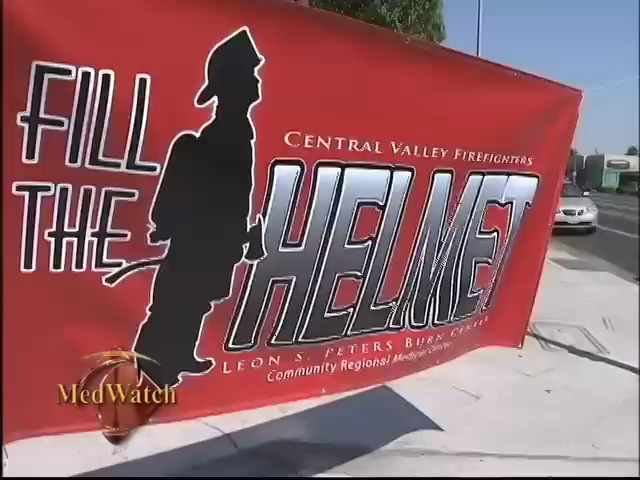 FILL
THE
CENTRAL VALLEY FIREFIGHTERS
HELMET
LEON S. PETERS BURN CENTER
Community Regional Medical Center
MedWatch